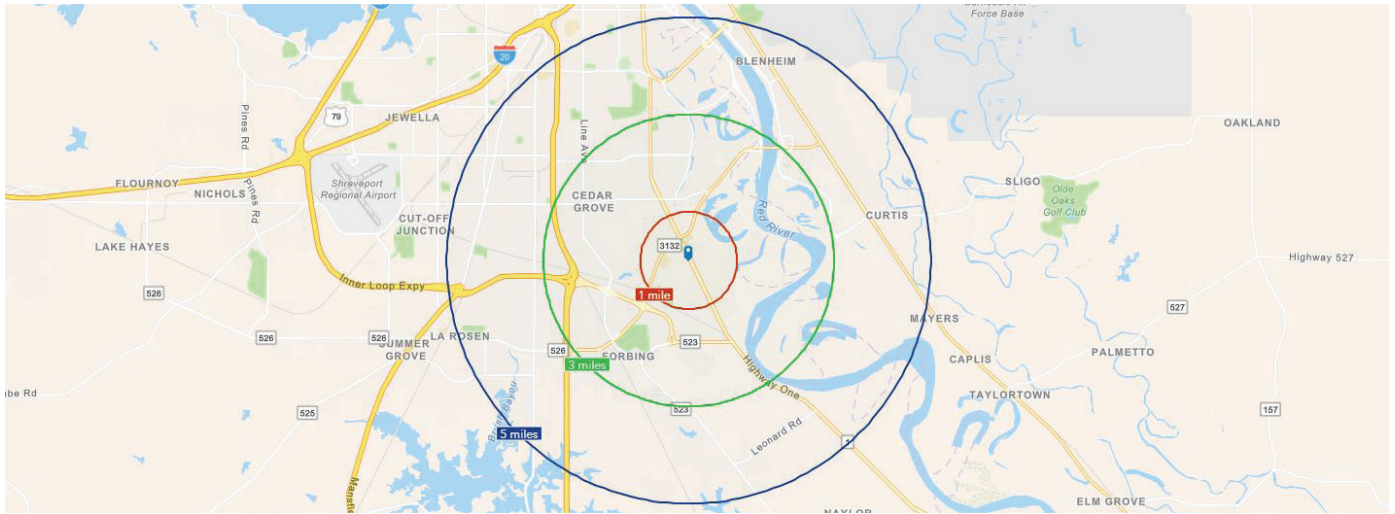 Force Base
BLENHEIM
20
79
JEWELLA
Pines Rd
Line Ave
OAKLAND
FLOURNOY
NICHOLS
Pines Rd
Shreveport
Regional Airport
CEDAR
GROVE
SLIGO
Olde
Oaks
Golf Club
CUT-OFF
JUNCTION
Red River
CURTIS
LAKE HAYES
3132
Highway 527
Inner Loop Expy
526
1 mile
527
MAYERS
526
526
LA ROSEN
SUMMER
GROVE
526
FORBING
523
PALMETTO
CAPLIS
3 miles
Highway One
TAYLORTOWN
525
523
157
5 miles
Leonard Rd
1
ELM GROVE
NAYLOR